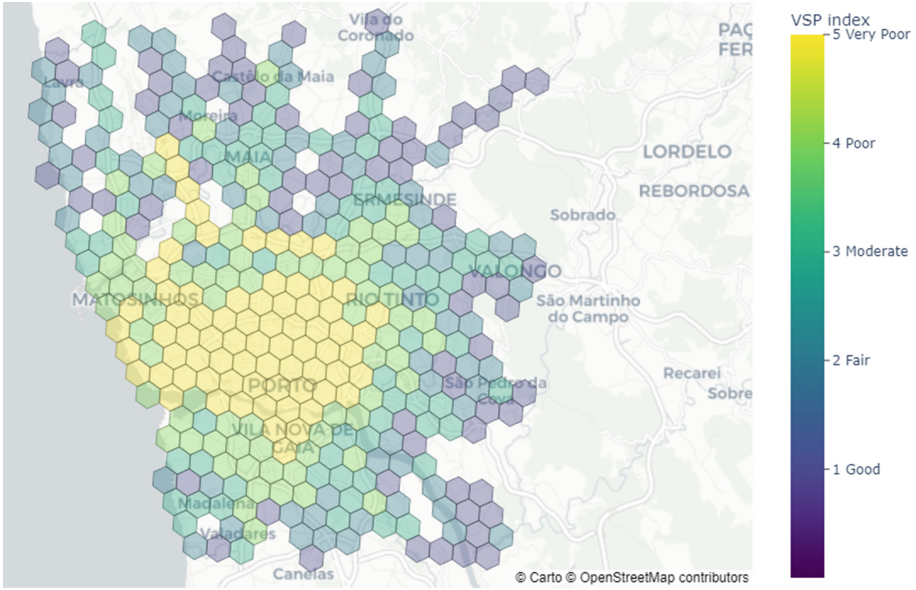 VSP index
5 Very Poor
4 Poor
3 Moderate
2 Fair
1 Good
Vila do
Coronado
PAÇ
FER
Castêlo da Maia
Lavra
Moreira
MAIA
LORDELO
REBORDOSA
ERMESINDE
Sobrado
VALONGO
MATOSINHOS
RIO TINTO
São Martinho
do Campo
Recarei
PORTO
São Pedro da
Cova
Sobre
VILA NOVA DE
GAIA
Madalena
Valadares
Canelas
© Carto © OpenStreetMap contributors